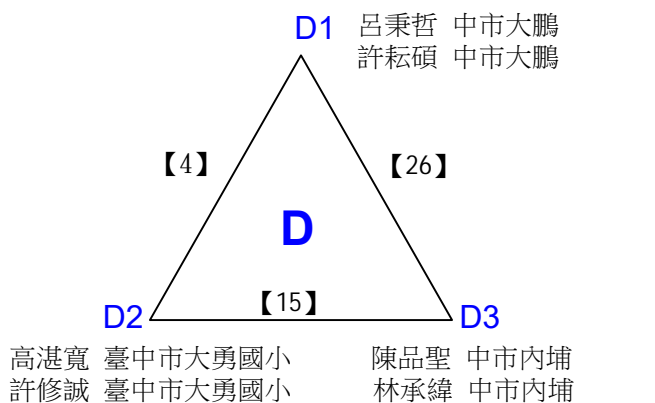 D1 呂秉哲 中市大鵬
許耘碩 中市大鵬
【4】 【26】
D
【15】
D2 D3
高湛寬 臺中市大勇國小 陳品聖 中市內埔
許修誠 臺中市大勇國小 林承緯 中市內埔